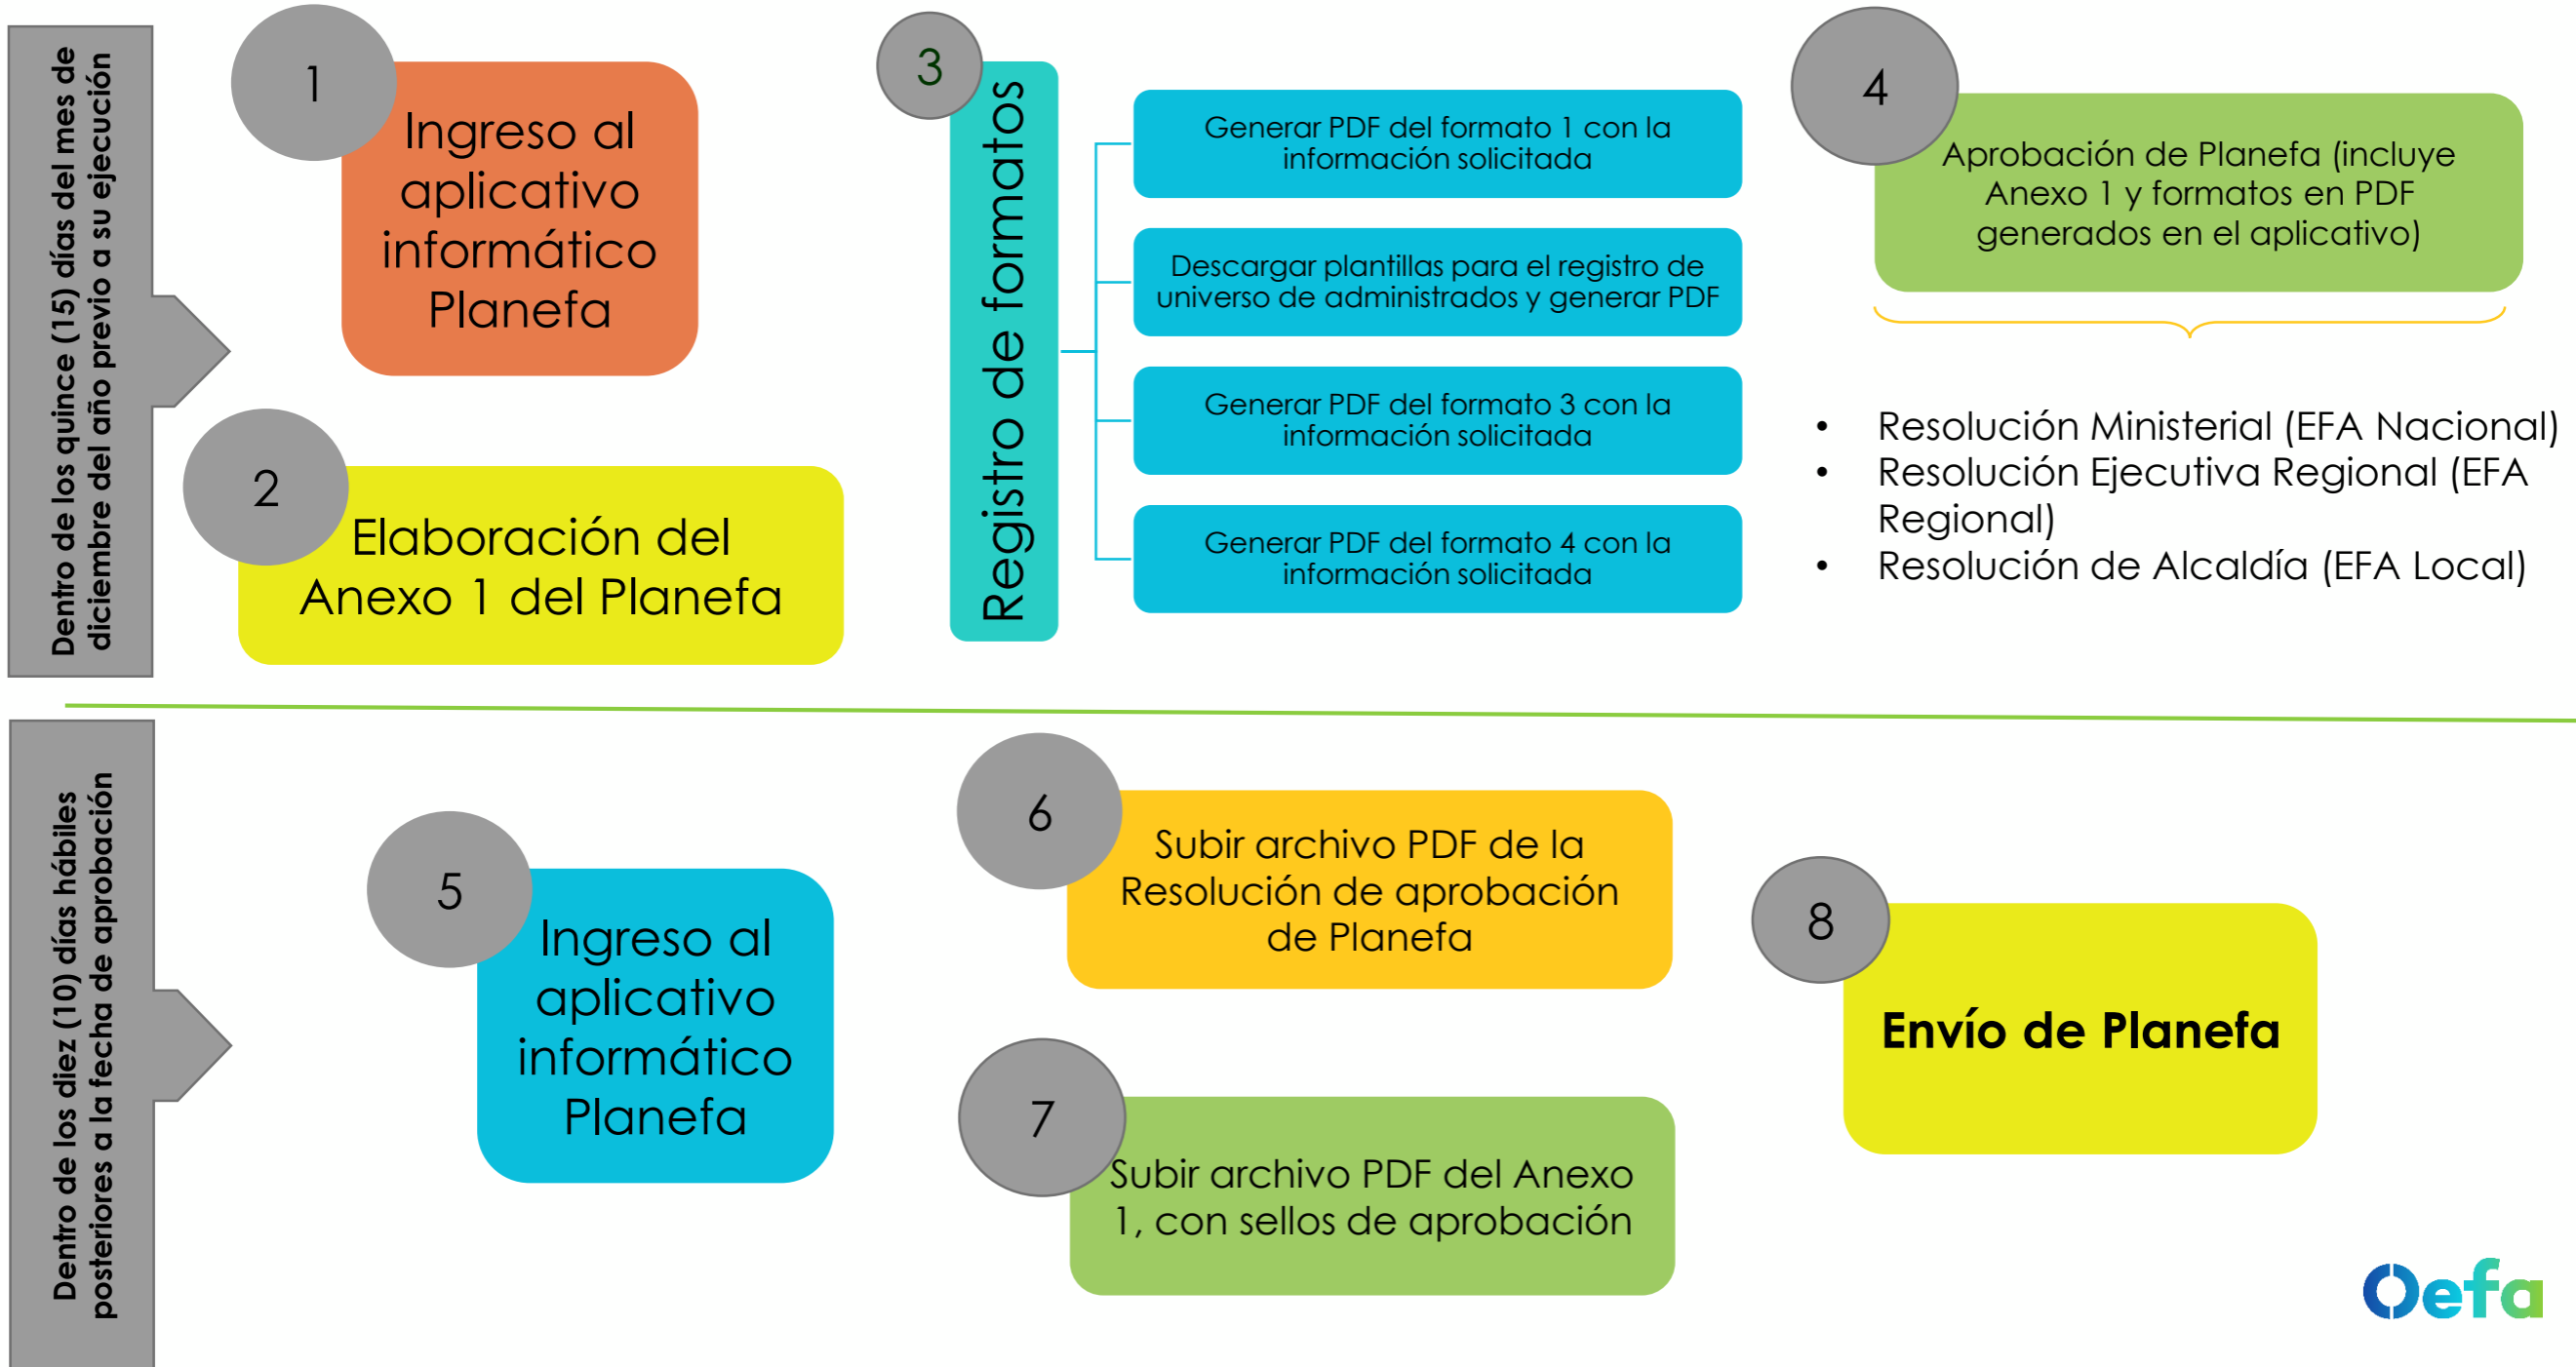 Dentro de los quince (15) días del mes de
diciembre del año previo a su ejecución
1
Ingreso al
aplicativo
informático
Planefa
2
Elaboración del
Anexo 1 del Planefa
3
Registro de formatos
Generar PDF del formato 1 con la
información solicitada
Descargar plantillas para el registro de
universo de administrados y generar PDF
Generar PDF del formato 3 con la
información solicitada
Generar PDF del formato 4 con la
información solicitada
4
Aprobación de Planefa (incluye
Anexo 1 y formatos en PDF
generados en el aplicativo)
• Resolución Ministerial (EFA Nacional)
• Resolución Ejecutiva Regional (EFA
Regional)
• Resolución de Alcaldía (EFA Local)
Dentro de los diez (10) días hábiles
posteriores a la fecha de aprobación
5
Ingreso al
aplicativo
informático
Planefa
6
Subir archivo PDF de la
Resolución de aprobación
de Planefa
7
Subir archivo PDF del Anexo
1, con sellos de aprobación
8
Envío de Planefa
Oefa